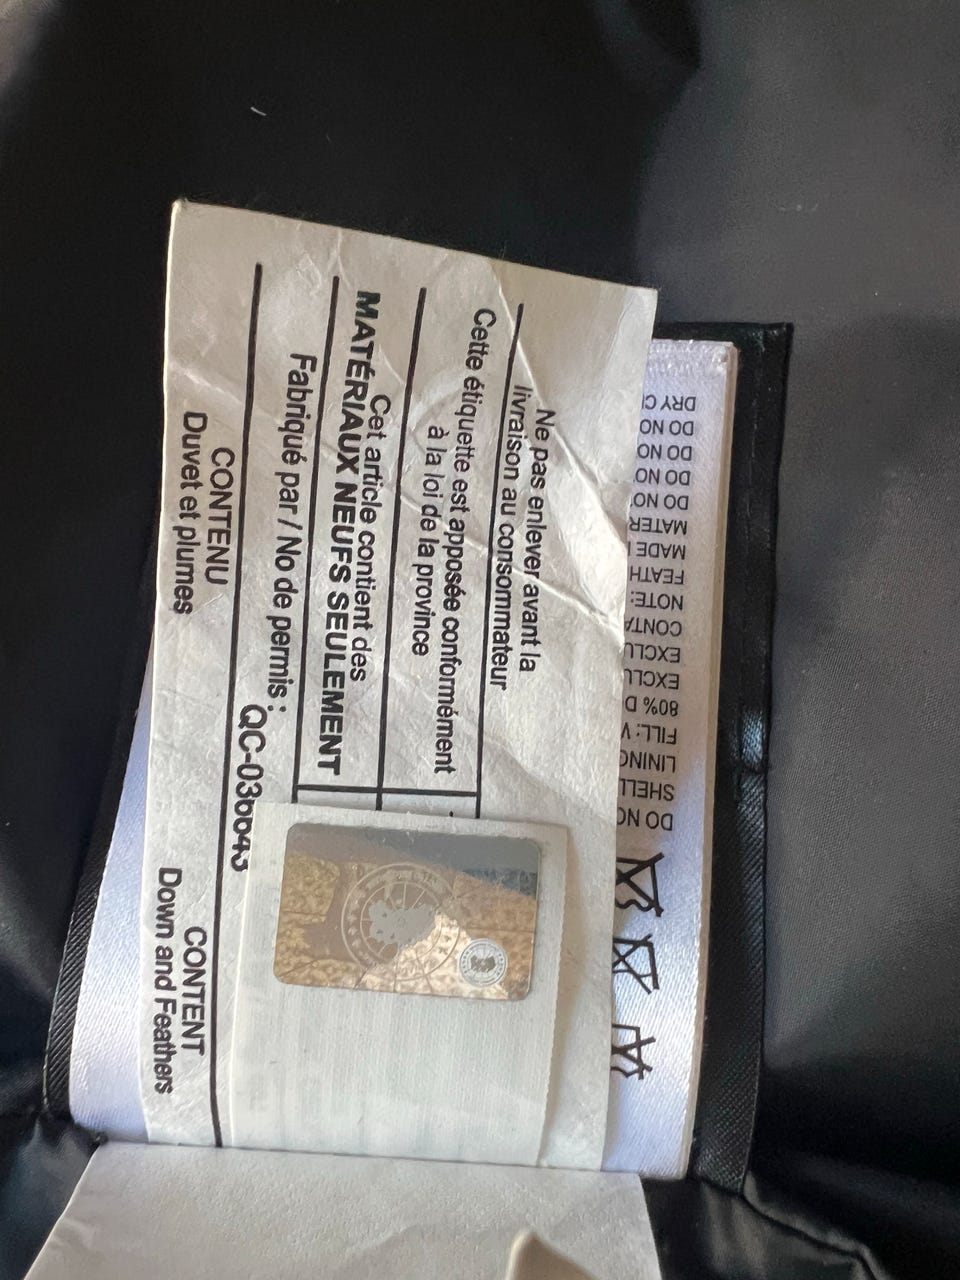 Ne pas enlever avant la
livraison au consommateur
Cette étiquette est apposée conformément
à la loi de la province
Cet article contient des
MATÉRIAUX NEUFS SEULEMENT
Fabriqué par / No de permis :
QC-036643
CONTENU
Duvet et plumes
CONTENT
Down and Feathers
DO NO
SHELL
LINING
FILL:
80% D
EXCLU
EXCLU
CONTA
NOTE:
FEATH
MADE
MATER
DO NO
DO NO
DO NO
DO NO
DRY